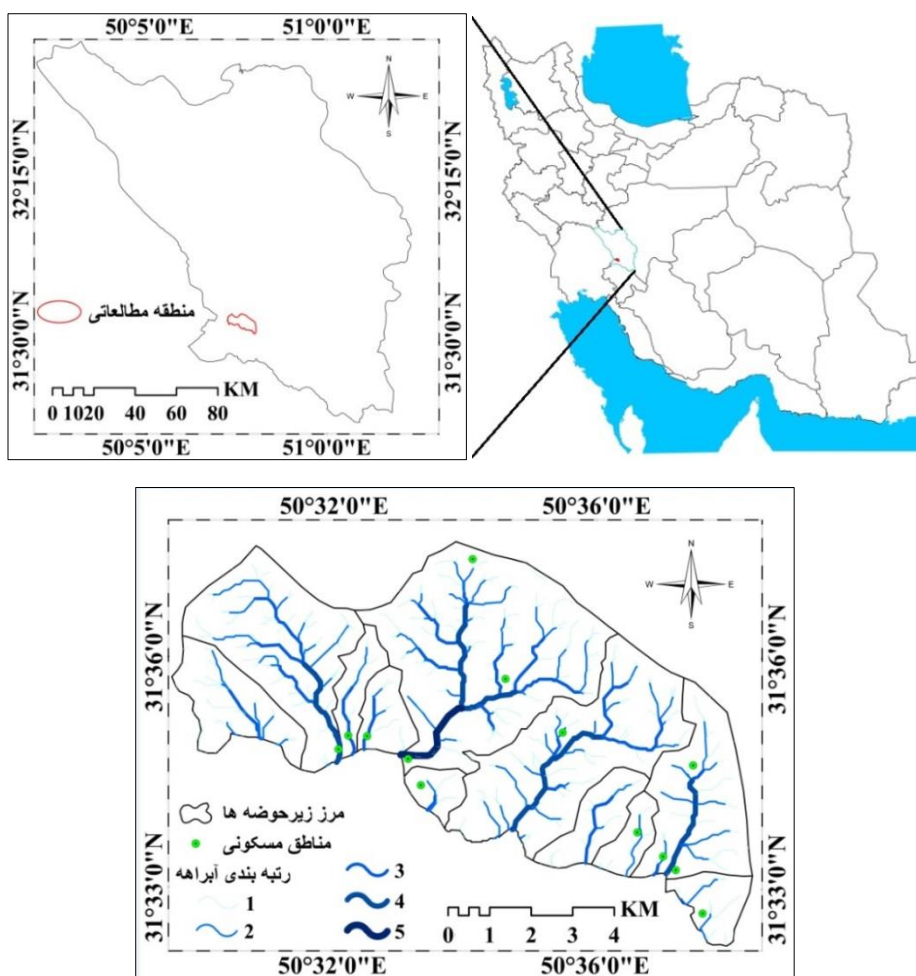 50°5'0"E 51°0'0"E
N
W E
S
32°15'0"N 32°15'0"N
31°30'0"N 31°30'0"N
منطقه مطالعاتی
KM
0 1020 40 60 80
50°5'0"E 51°0'0"E
50°32'0"E 50°36'0"E
N
W E
S
31°36'0"N 31°36'0"N
31°33'0"N 31°33'0"N
مرز زیرحوضه ها
مناطق مسکونی
رتبه بندی آبراهه
1
2
3
4
5
KM
0 1 2 3 4
50°32'0"E 50°36'0"E